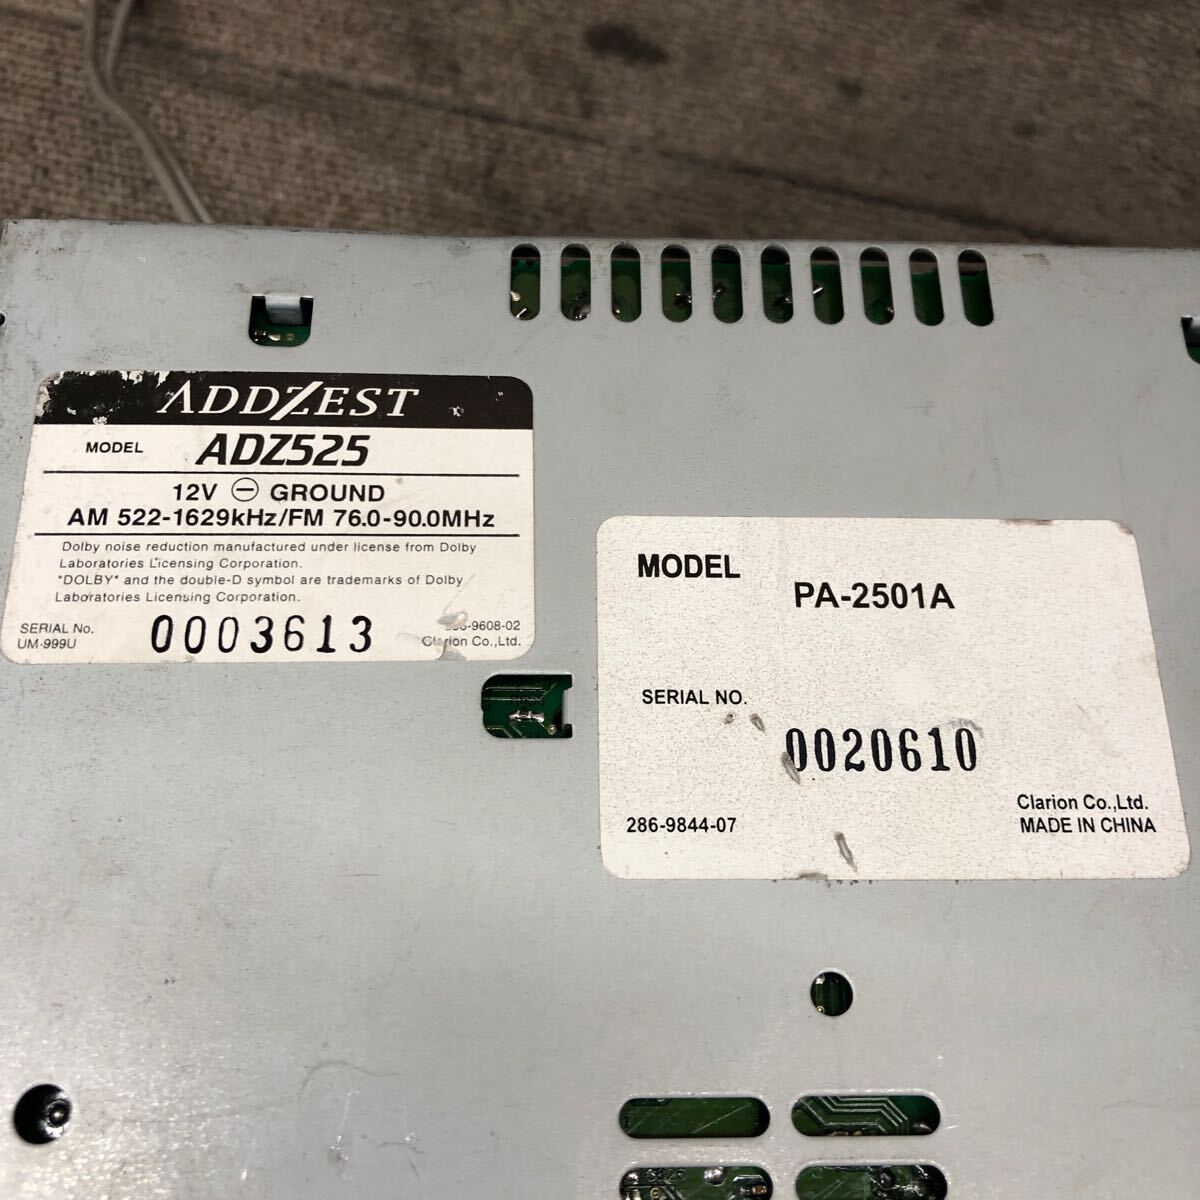 ADDZEST
MODEL ADZ525
12V ⊖ GROUND
AM 522-1629kHz/FM 76.0-90.0MHz
Dolby noise reduction manufactured under license from Dolby
Laboratories Licensing Corporation.
"DOLBY" and the double-D symbol are trademarks of Dolby
Laboratories Licensing Corporation.
SERIAL No. 0003613
UM-999U
-9608-02
Clarion Co.,Ltd.
MODEL PA-2501A
SERIAL NO.
0020610
286-9844-07
Clarion Co.,Ltd.
MADE IN CHINA